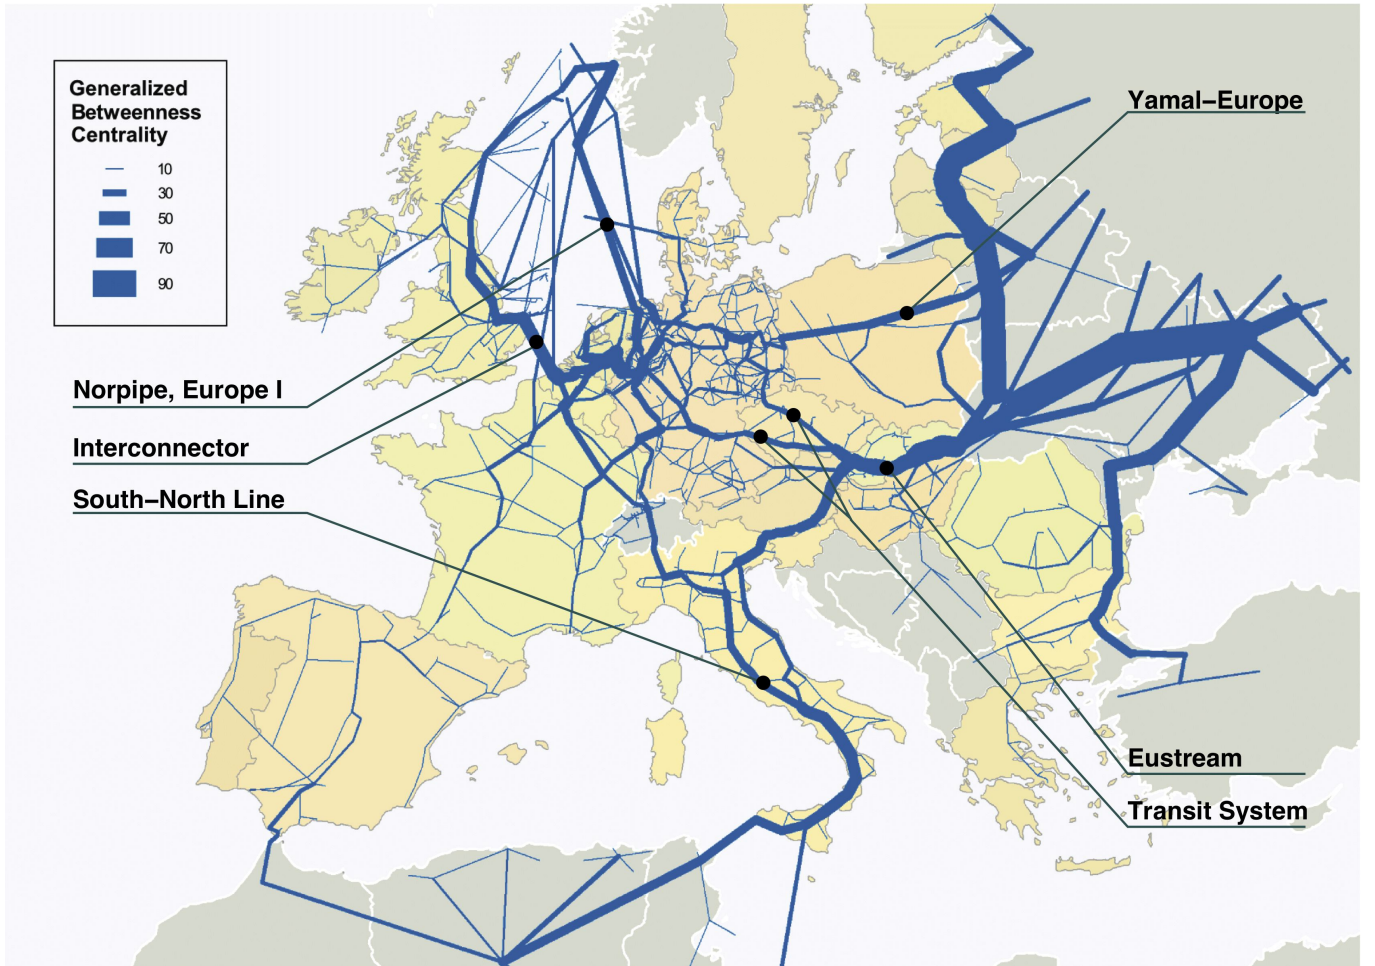 Generalized
Betweenness
Centrality
10
30
50
70
90
Yamal–Europe
Norpipe, Europe I
Interconnector
South–North Line
Eustream
Transit System